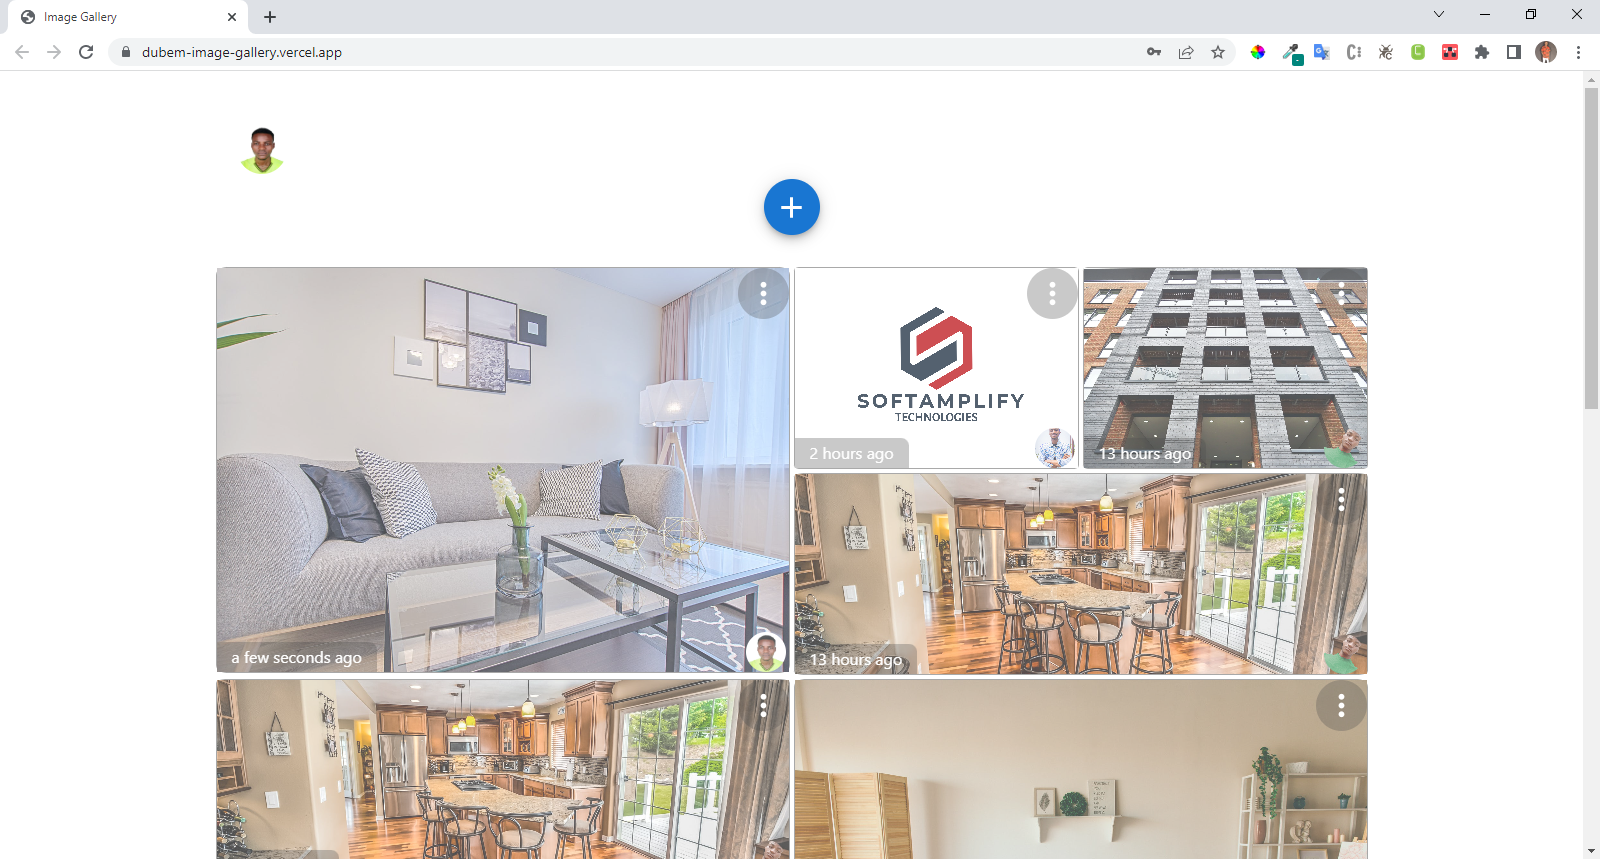 Image Gallery
dubem-image-gallery.vercel.app
SOFTAMPLIFY
TECHNOLOGIES
2 hours ago
13 hours ago
a few seconds ago
13 hours ago